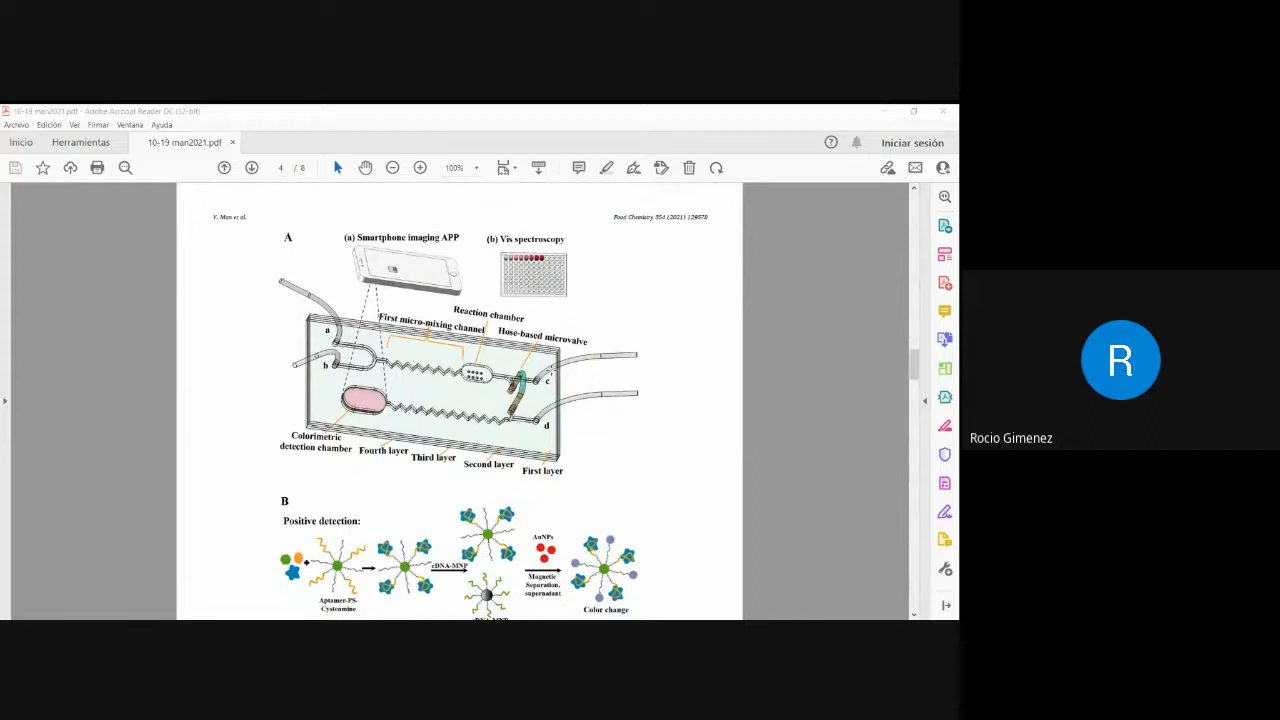 10-19 man2021.pdf - Adobe Acrobat Reader DC (32-bit)
Archivo Edición Ver Firmar Ventana Ayuda
Inicio Herramientas 10-19 man2021.pdf × Iniciar sesión
4 / 8 100%
Y. Man et al. Food Chemistry 354 (2021) 129578
A
(a) Smartphone imaging APP
(b) Vis spectroscopy
Reaction chamber
First micro-mixing channel
Hose-based microvalve
a
b
c
d
Colorimetric
detection chamber
Fourth layer
Third layer
Second layer
First layer
B
Positive detection:
Aptamer-PS-
Cysteamine
cDNA-MNP
cDNA-MNP
AuNPs
Magnetic
Separation,
supernatant
Color change
R
Rocio Gimenez